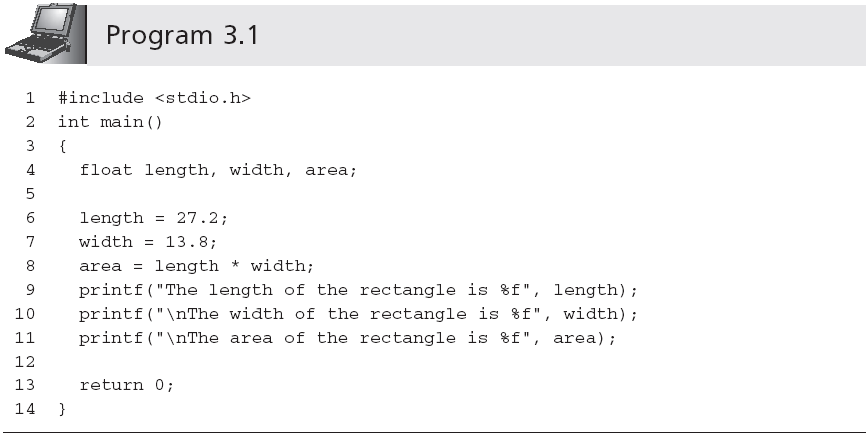 Program 3.1
1 #include <stdio.h>
2 int main()
3 {
4 float length, width, area;
5
6 length = 27.2;
7 width = 13.8;
8 area = length * width;
9 printf("The length of the rectangle is %f", length);
10 printf("\nThe width of the rectangle is %f", width);
11 printf("\nThe area of the rectangle is %f", area);
12
13 return 0;
14 }